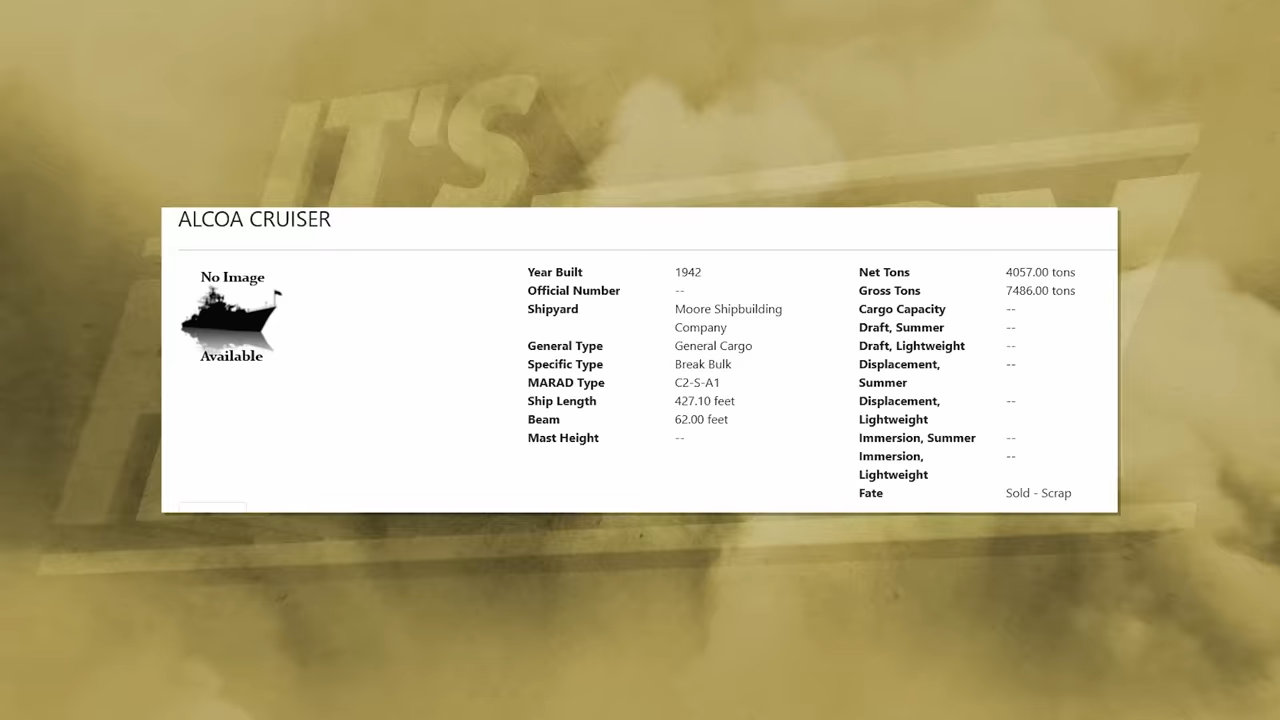 IT'S
ALCOA CRUISER
No Image
Available
Year Built 1942
Official Number --
Shipyard Moore Shipbuilding
Company
General Type General Cargo
Specific Type Break Bulk
MARAD Type C2-S-A1
Ship Length 427.10 feet
Beam 62.00 feet
Mast Height --
Net Tons 4057.00 tons
Gross Tons 7486.00 tons
Cargo Capacity --
Draft, Summer --
Draft, Lightweight --
Displacement, --
Summer
Displacement, --
Lightweight
Immersion, Summer --
Immersion, --
Lightweight
Fate Sold - Scrap